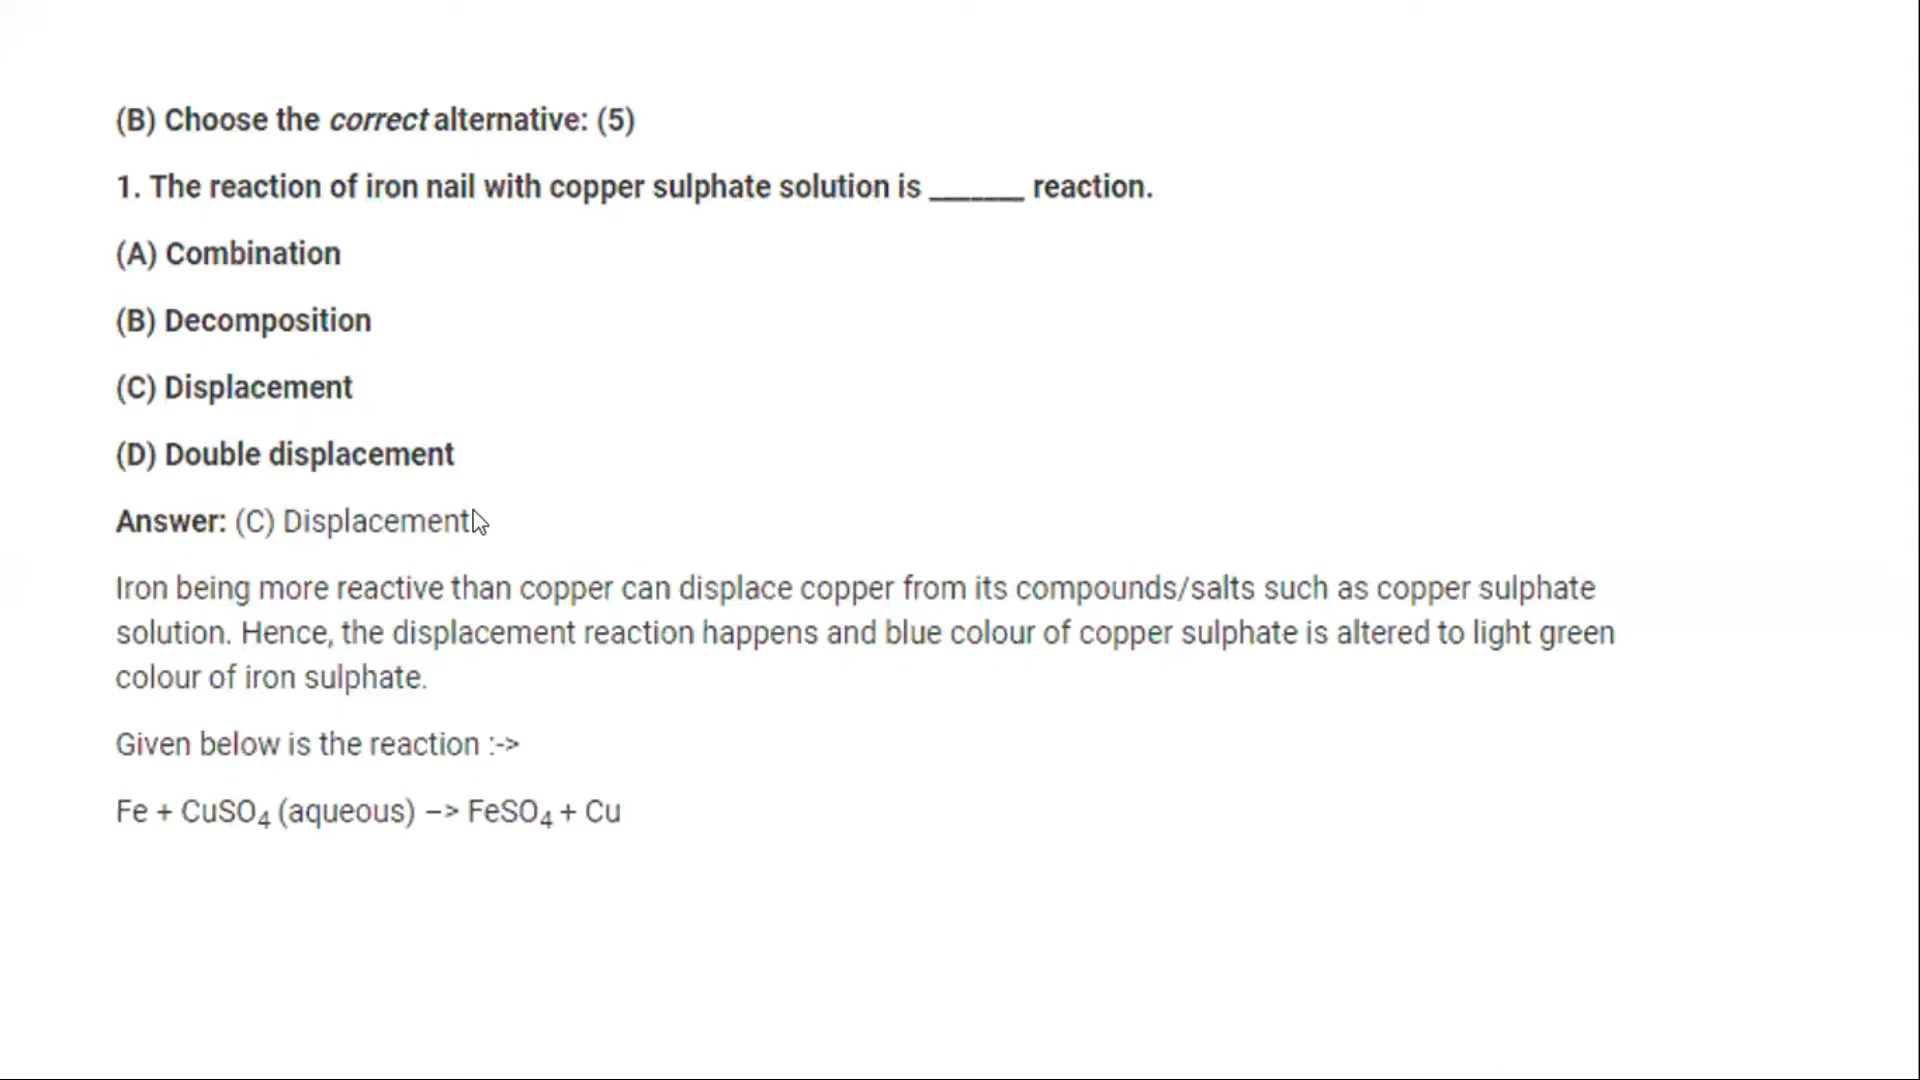 (B) Choose the correct alternative: (5)
1. The reaction of iron nail with copper sulphate solution is _______ reaction.
(A) Combination
(B) Decomposition
(C) Displacement
(D) Double displacement
Answer: (C) Displacement
Iron being more reactive than copper can displace copper from its compounds/salts such as copper sulphate
solution. Hence, the displacement reaction happens and blue colour of copper sulphate is altered to light green
colour of iron sulphate.
Given below is the reaction :->
Fe + CuSO₄ (aqueous) –> FeSO₄ + Cu